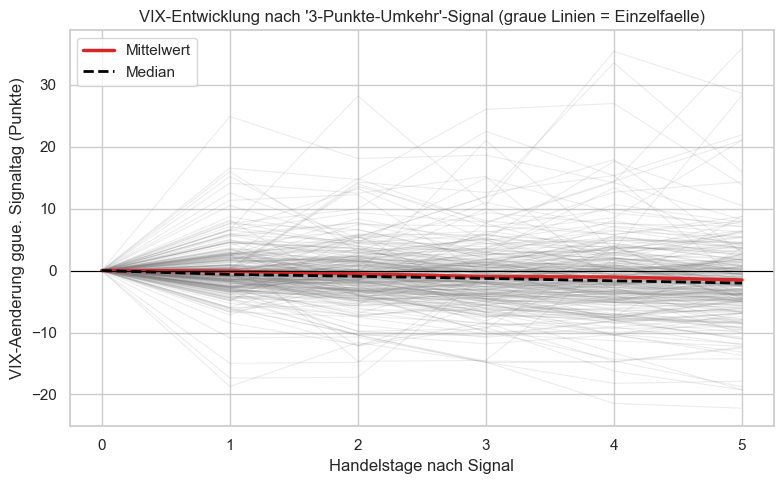 VIX-Entwicklung nach '3-Punkte-Umkehr'-Signal (graue Linien = Einzelfaelle)
Mittelwert
Median
VIX-Aenderung ggue. Signaltag (Punkte)
30
20
10
0
−10
−20
0 1 2 3 4 5
Handelstage nach Signal